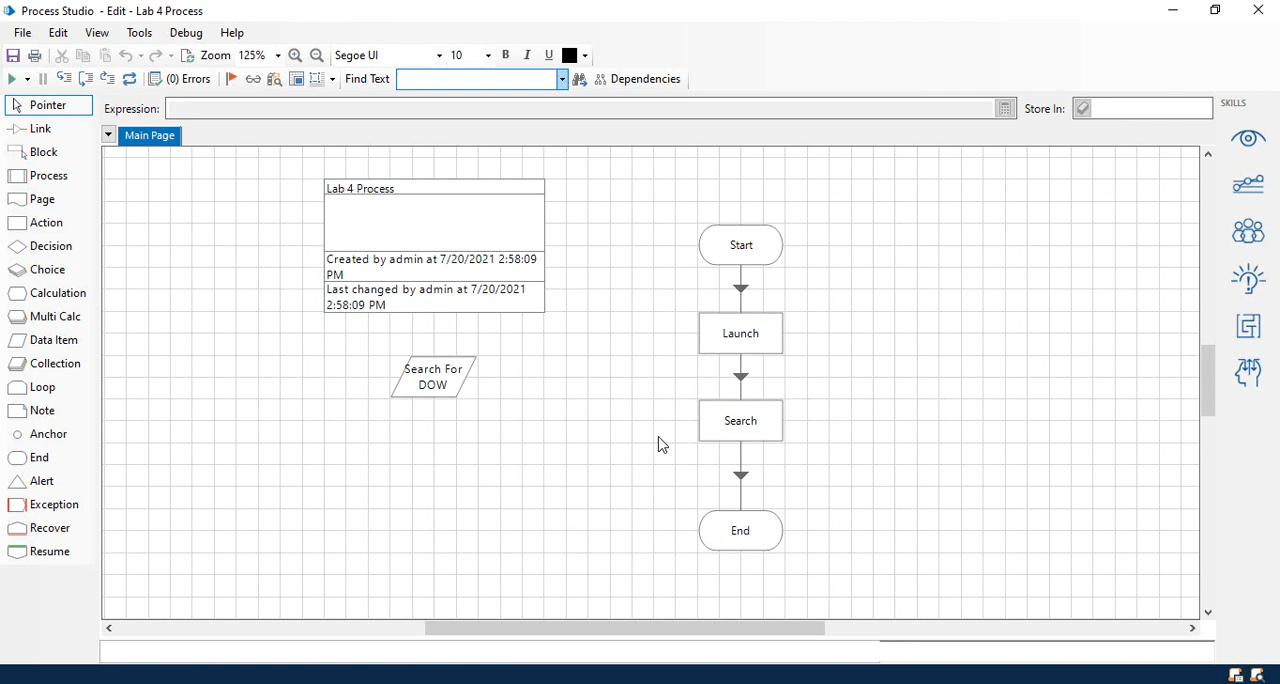 Process Studio - Edit - Lab 4 Process
File Edit View Tools Debug Help
Zoom 125% Segoe UI 10 B I U
(0) Errors Find Text Dependencies
Pointer Expression: Store In: SKILLS
Link
Main Page
Block
Process
Page
Action
Decision
Choice
Calculation
Multi Calc
Data Item
Collection
Loop
Note
Anchor
End
Alert
Exception
Recover
Resume
Lab 4 Process
Created by admin at 7/20/2021 2:58:09
PM
Last changed by admin at 7/20/2021
2:58:09 PM
Search For
DOW
Start
Launch
Search
End